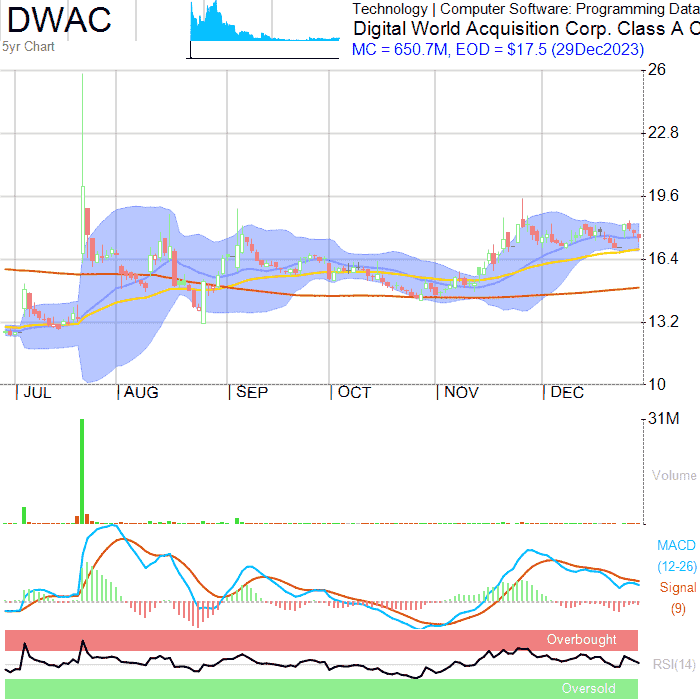 DWAC
5yr Chart
Technology | Computer Software: Programming Data
Digital World Acquisition Corp. Class A C
MC = 650.7M, EOD = $17.5 (29Dec2023)
26
22.8
19.6
16.4
13.2
10
JUL AUG SEP OCT NOV DEC
31M
Volume
MACD
(12-26)
Signal
(9)
Overbought
RSI(14)
Oversold